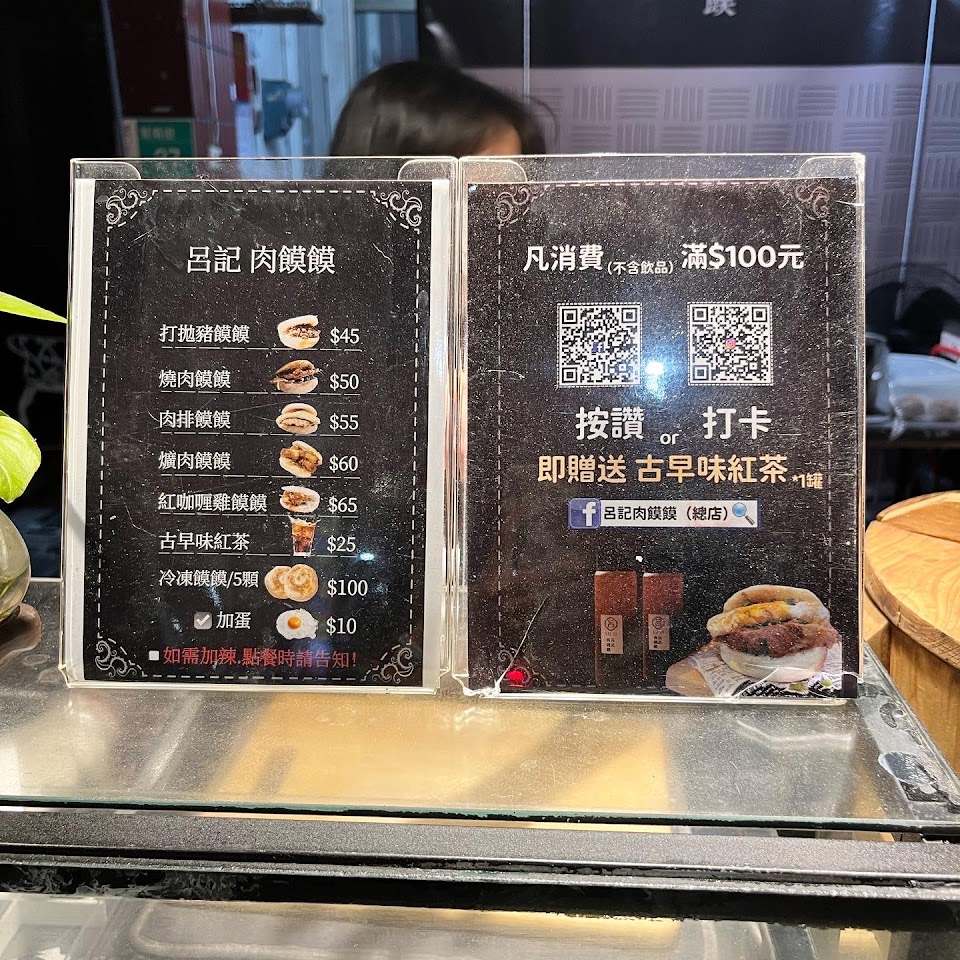 饃
呂記 肉饃饃
打拋豬饃饃 $45
燒肉饃饃 $50
肉排饃饃 $55
爌肉饃饃 $60
紅咖喱雞饃饃 $65
古早味紅茶 $25
冷凍饃饃/5顆 $100
加蛋 $10
如需加辣,點餐時請告知!
凡消費(不含飲品) 滿$100元
按讚 or 打卡
即贈送 古早味紅茶*1罐
f 呂記肉饃饃（總店）